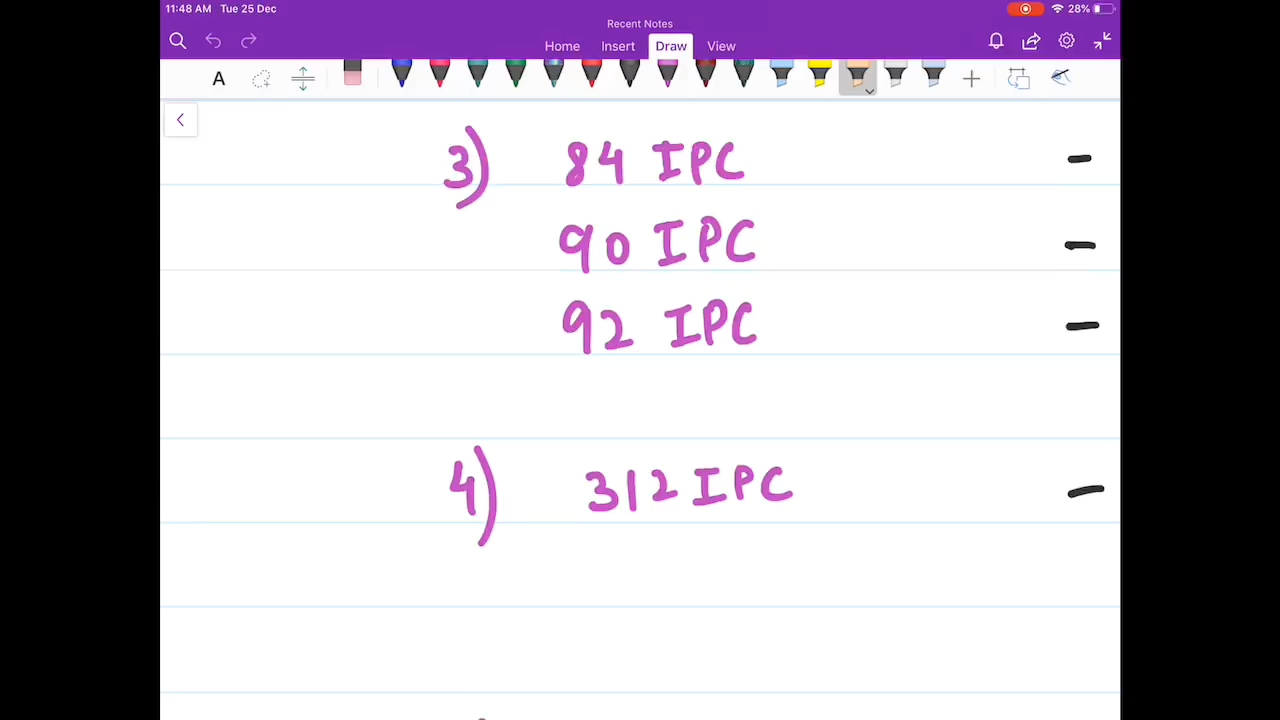 11:48 AM Tue 25 Dec
28%
Recent Notes
Home Insert Draw View
A
3) 84 IPC -
90 IPC -
92 IPC -
4) 312 IPC -